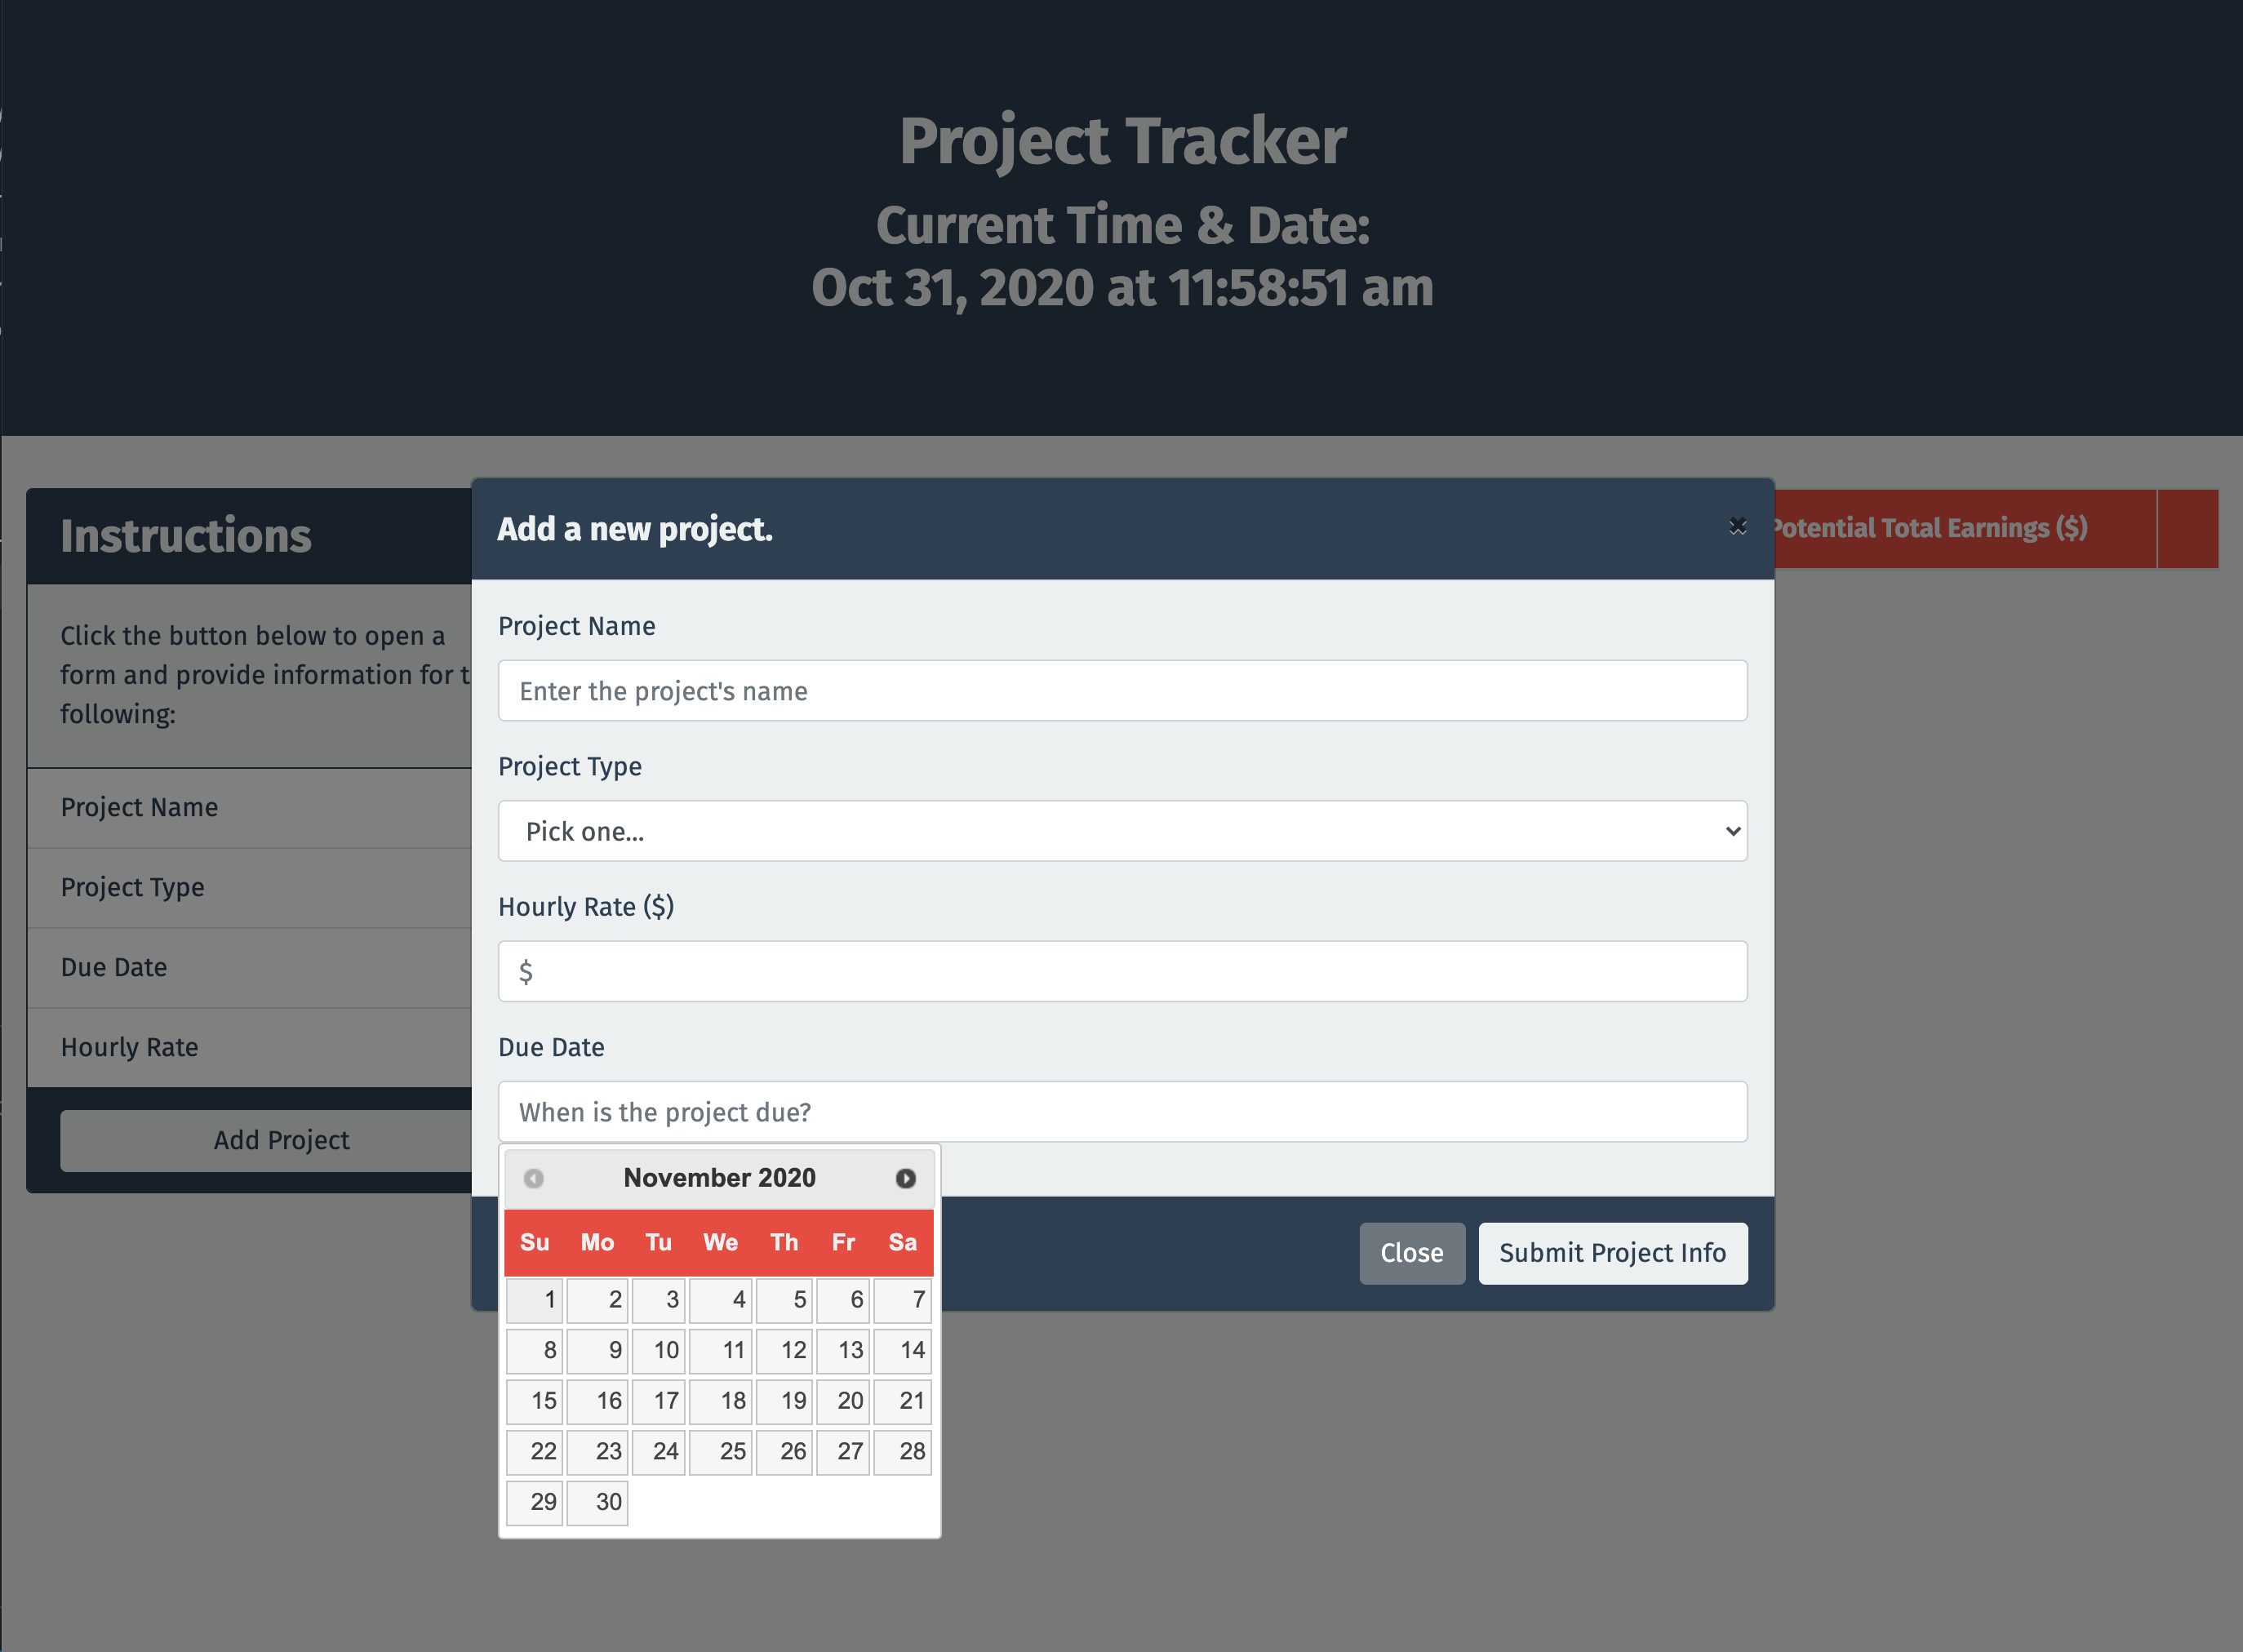 Project Tracker
Current Time & Date:
Oct 31, 2020 at 11:58:51 am
Instructions
Click the button below to open a
form and provide information for t
following:
Project Name
Project Type
Due Date
Hourly Rate
Add Project
Potential Total Earnings ($)
Add a new project.
Project Name
Enter the project's name
Project Type
Pick one...
Hourly Rate ($)
$
Due Date
When is the project due?
November 2020
Su Mo Tu We Th Fr Sa
1 2 3 4 5 6 7
8 9 10 11 12 13 14
15 16 17 18 19 20 21
22 23 24 25 26 27 28
29 30
Close
Submit Project Info